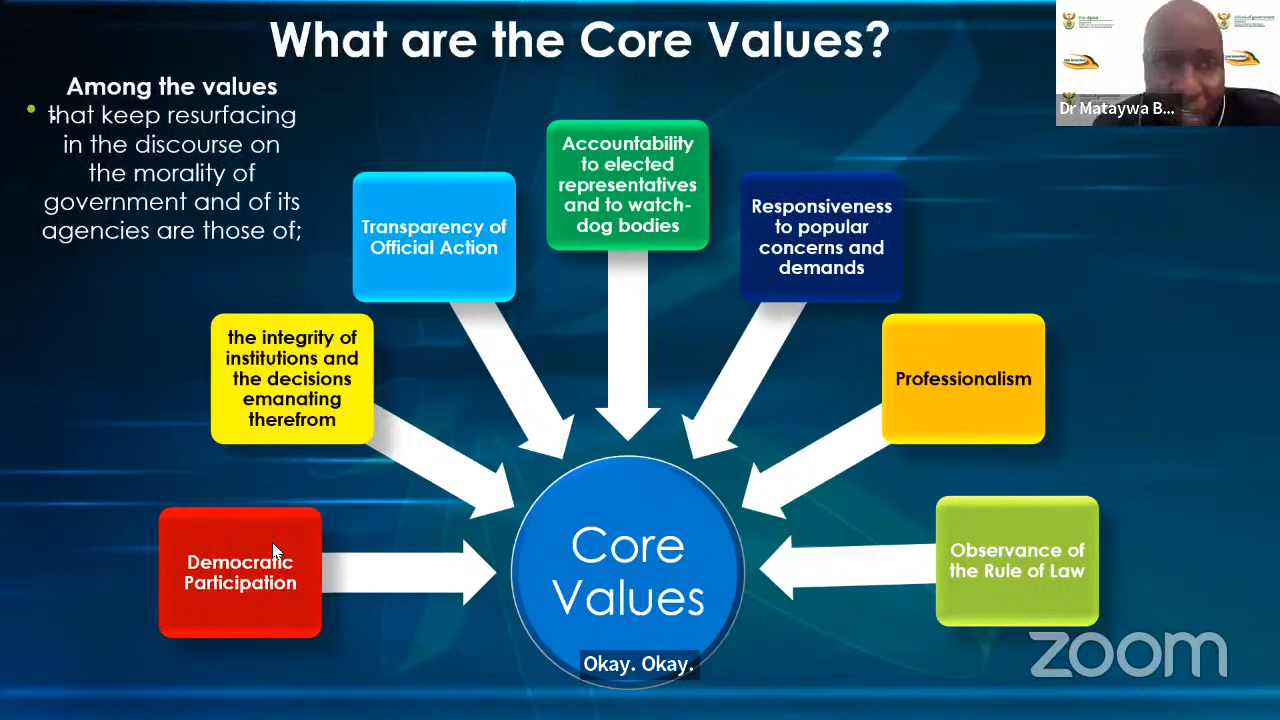 What are the Core Values?
Among the values
that keep resurfacing
in the discourse on
the morality of
government and of its
agencies are those of;
Democratic
Participation
the integrity of
institutions and
the decisions
emanating
therefrom
Transparency of
Official Action
Accountability
to elected
representatives
and to watch-
dog bodies
Responsiveness
to popular
concerns and
demands
Professionalism
Observance of
the Rule of Law
Core
Values
Okay. Okay.
Dr Mataywa B...
zoom